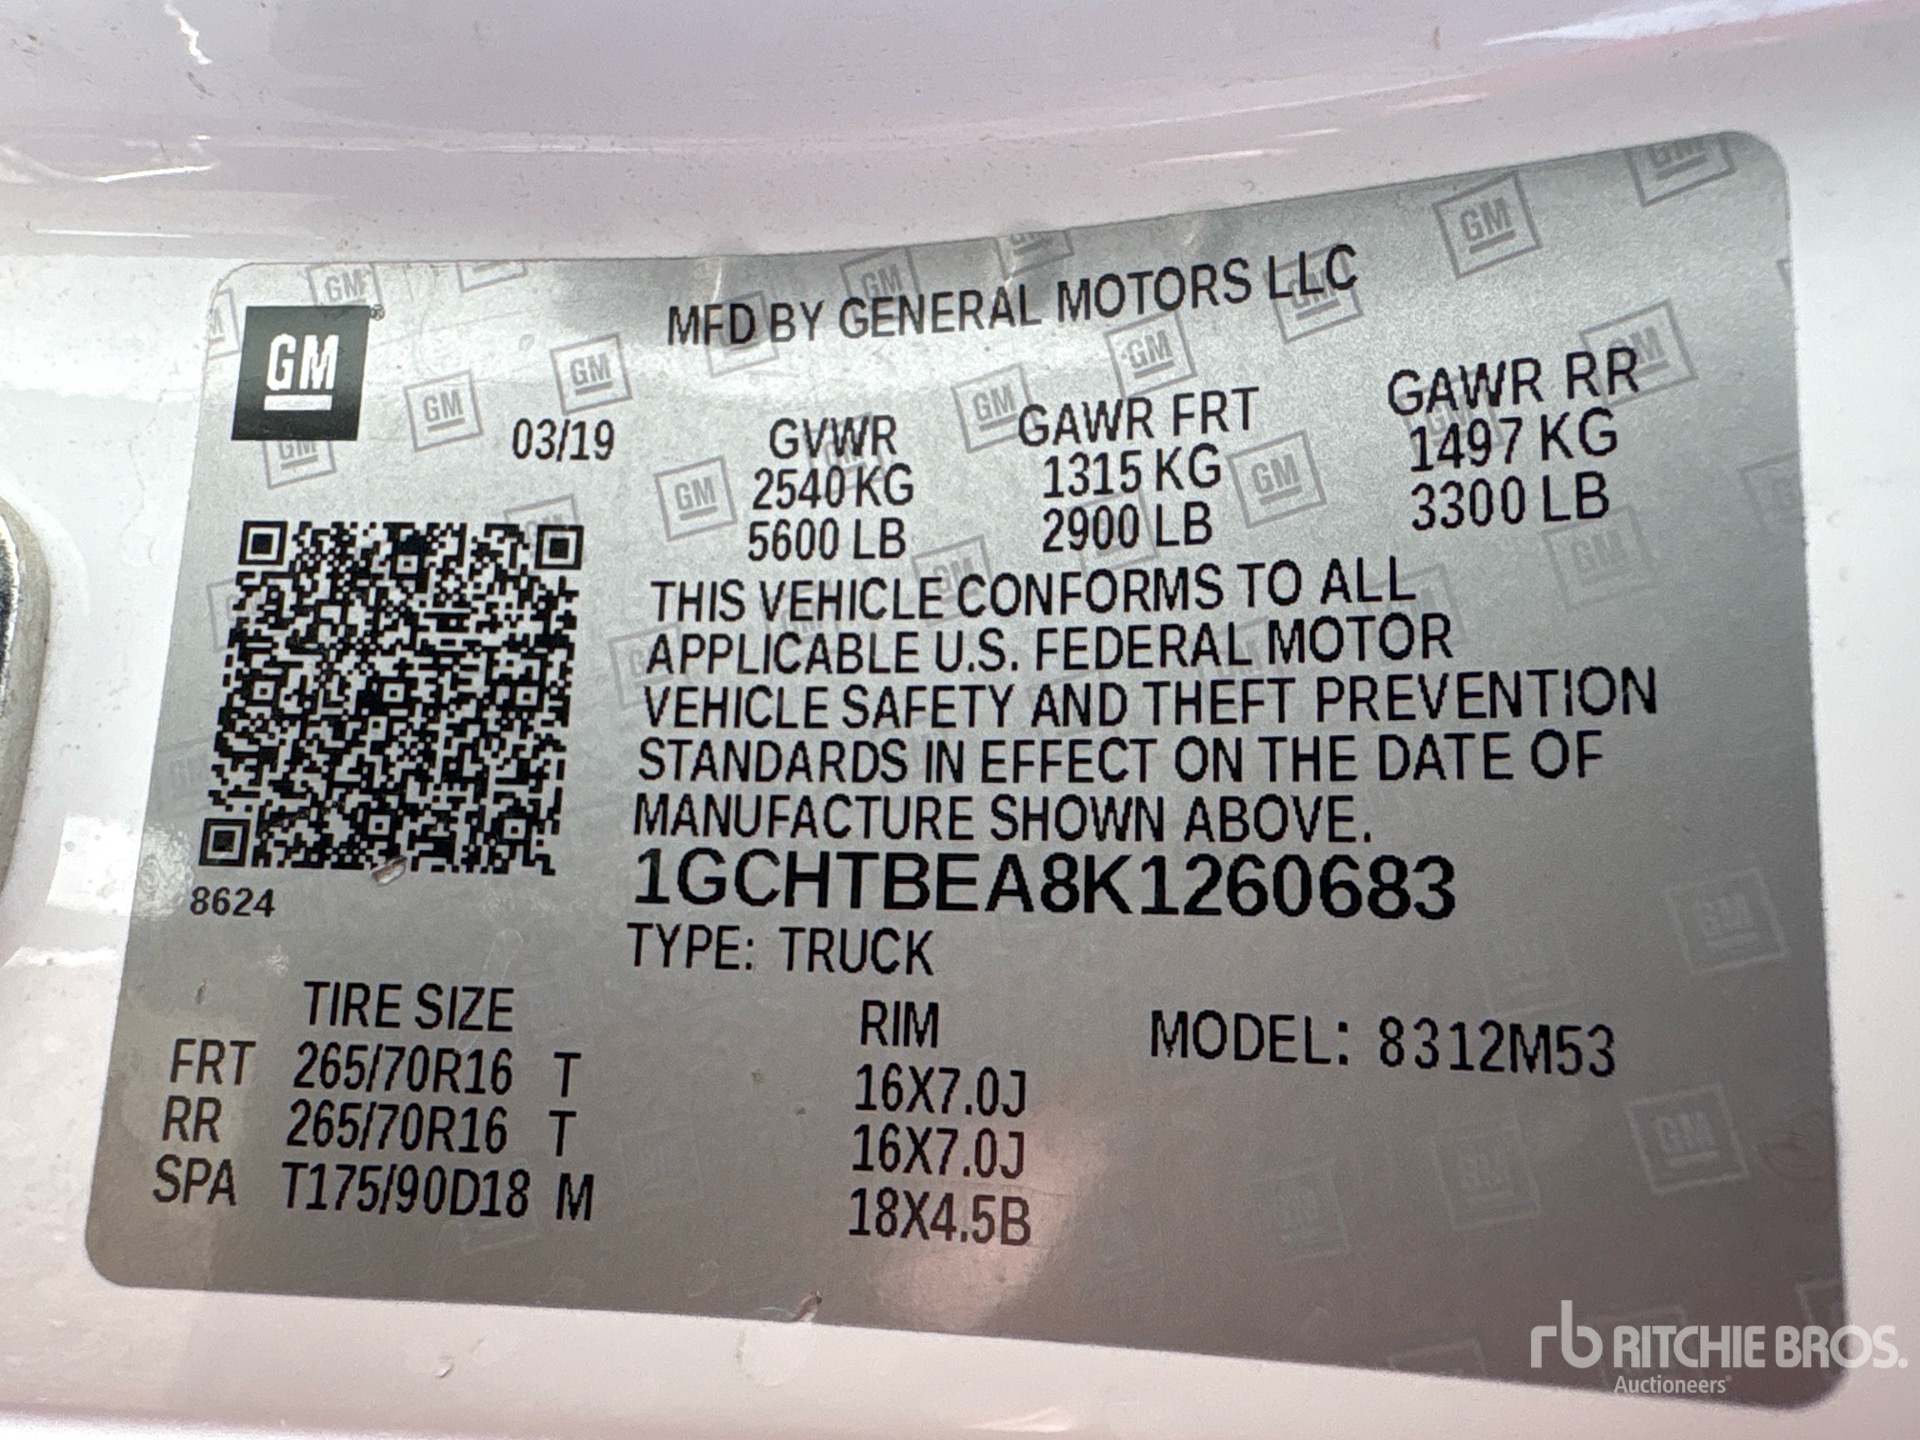 GM
MFD BY GENERAL MOTORS LLC
03/19
GVWR GAWR FRT GAWR RR
2540 KG 1315 KG 1497 KG
5600 LB 2900 LB 3300 LB
THIS VEHICLE CONFORMS TO ALL
APPLICABLE U.S. FEDERAL MOTOR
VEHICLE SAFETY AND THEFT PREVENTION
STANDARDS IN EFFECT ON THE DATE OF
MANUFACTURE SHOWN ABOVE.
1GCHTBEA8K1260683
8624
TYPE: TRUCK
TIRE SIZE RIM MODEL: 8312M53
FRT 265/70R16 T 16X7.0J
RR 265/70R16 T 16X7.0J
SPA T175/90D18 M 18X4.5B
rb RITCHIE BROS.
Auctioneers